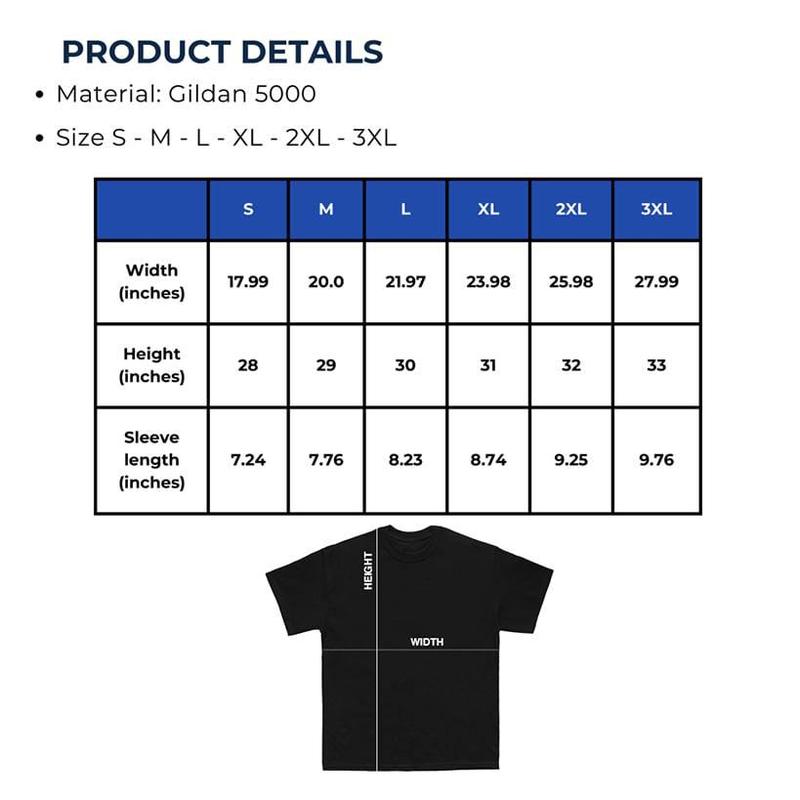 PRODUCT DETAILS
• Material: Gildan 5000
• Size S - M - L - XL - 2XL - 3XL
S M L XL 2XL 3XL
Width
(inches)
17.99 20.0 21.97 23.98 25.98 27.99
Height
(inches)
28 29 30 31 32 33
Sleeve
length
(inches)
7.24 7.76 8.23 8.74 9.25 9.76
HEIGHT
WIDTH